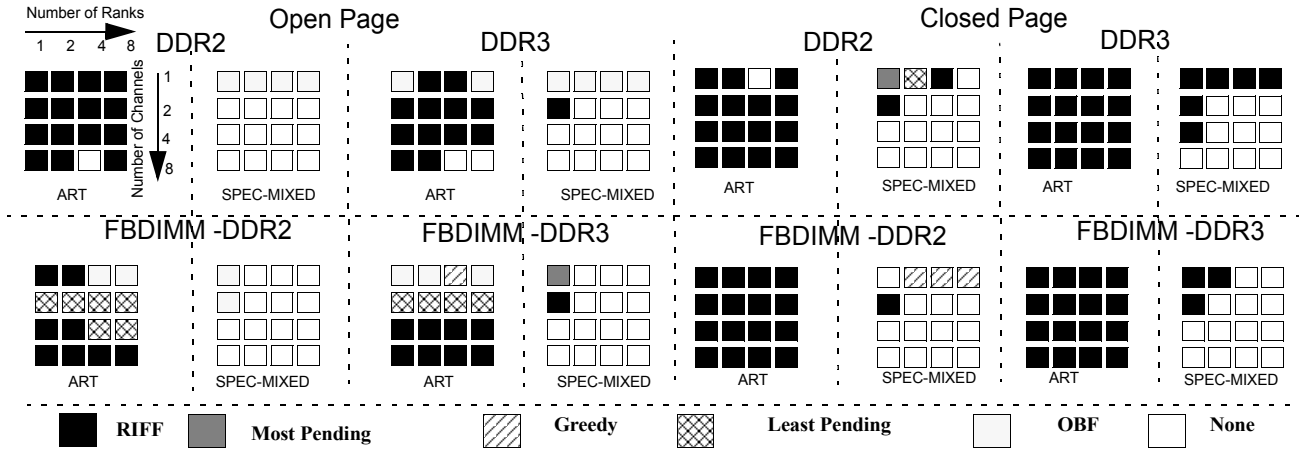 Number of Ranks
Open Page
Closed Page
1 2 4 8
DDR2
DDR3
DDR2
DDR3
Number of Channels
1
2
4
8
ART
SPEC-MIXED
ART
SPEC-MIXED
ART
SPEC-MIXED
ART
SPEC-MIXED
FBDIMM -DDR2
FBDIMM -DDR3
FBDIMM -DDR2
FBDIMM -DDR3
ART
SPEC-MIXED
ART
SPEC-MIXED
ART
SPEC-MIXED
ART
SPEC-MIXED
RIFF
Most Pending
Greedy
Least Pending
OBF
None